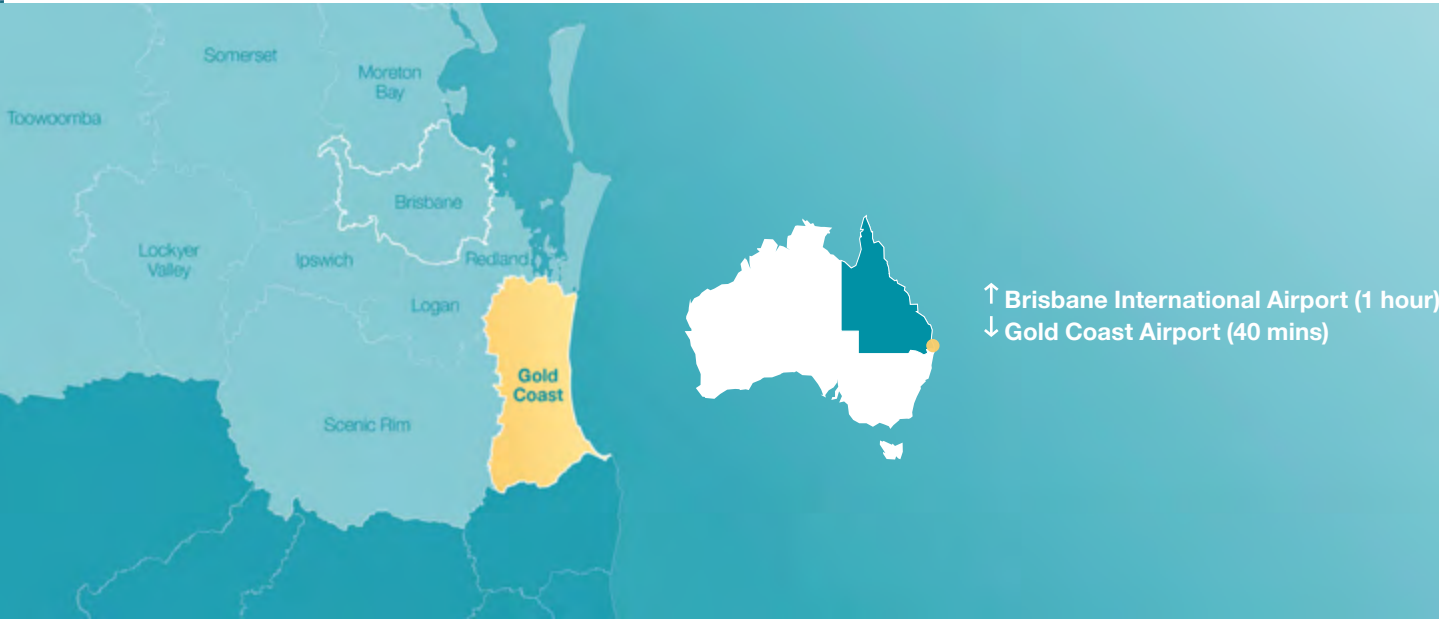 Somerset
Moreton
Bay
Toowoomba
Brisbane
Lockyer
Valley
Ipswich
Redland
Logan
Gold
Coast
Scenic Rim
↑ Brisbane International Airport (1 hour)
↓ Gold Coast Airport (40 mins)